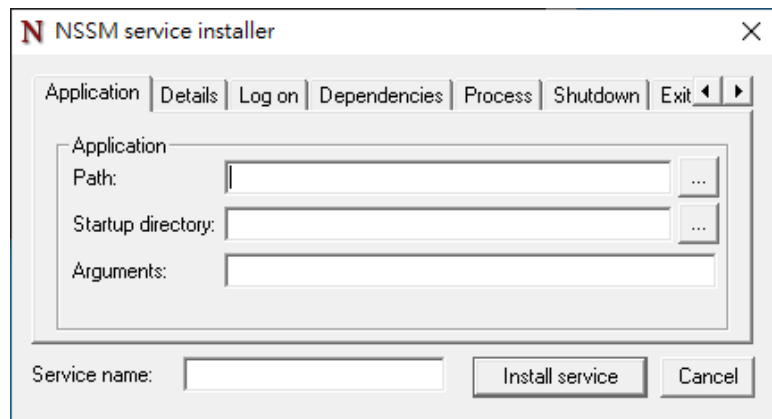 N NSSM service installer
Application Details Log on Dependencies Process Shutdown Exit
Application
Path: ...
Startup directory: ...
Arguments:
Service name: Install service Cancel